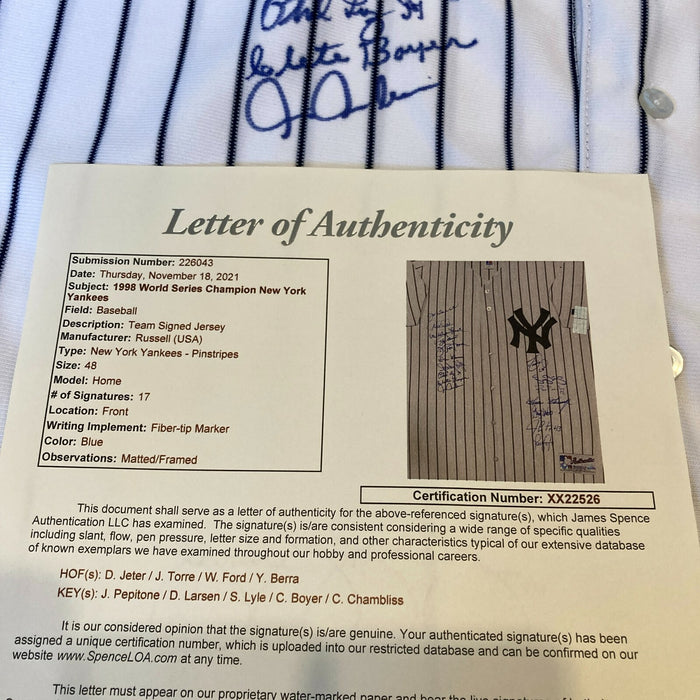 Phil Linz 34
Clete Boyer
Letter of Authenticity
Submission Number: 226043
Date: Thursday, November 18, 2021
Subject: 1998 World Series Champion New York
Yankees
Field: Baseball
Description: Team Signed Jersey
Manufacturer: Russell (USA)
Type: New York Yankees - Pinstripes
Size: 48
Model: Home
# of Signatures: 17
Location: Front
Writing Implement: Fiber-tip Marker
Color: Blue
Observations: Matted/Framed
NY
Certification Number: XX22526
This document shall serve as a letter of authenticity for the above-referenced signature(s), which James Spence
Authentication LLC has examined. The signature(s) is/are consistent considering a wide range of specific qualities
including slant, flow, pen pressure, letter size and formation, and other characteristics typical of our extensive database
of known exemplars we have examined throughout our hobby and professional careers.
HOF(s): D. Jeter / J. Torre / W. Ford / Y. Berra
KEY(s): J. Pepitone / D. Larsen / S. Lyle / C. Boyer / C. Chambliss
It is our considered opinion that the signature(s) is/are genuine. Your authenticated signature(s) has been
assigned a unique certification number, which is uploaded into our restricted database and can be confirmed on our
website www.SpenceLOA.com at any time.
This letter must appear on our proprietary water-marked paper and bear the live signature